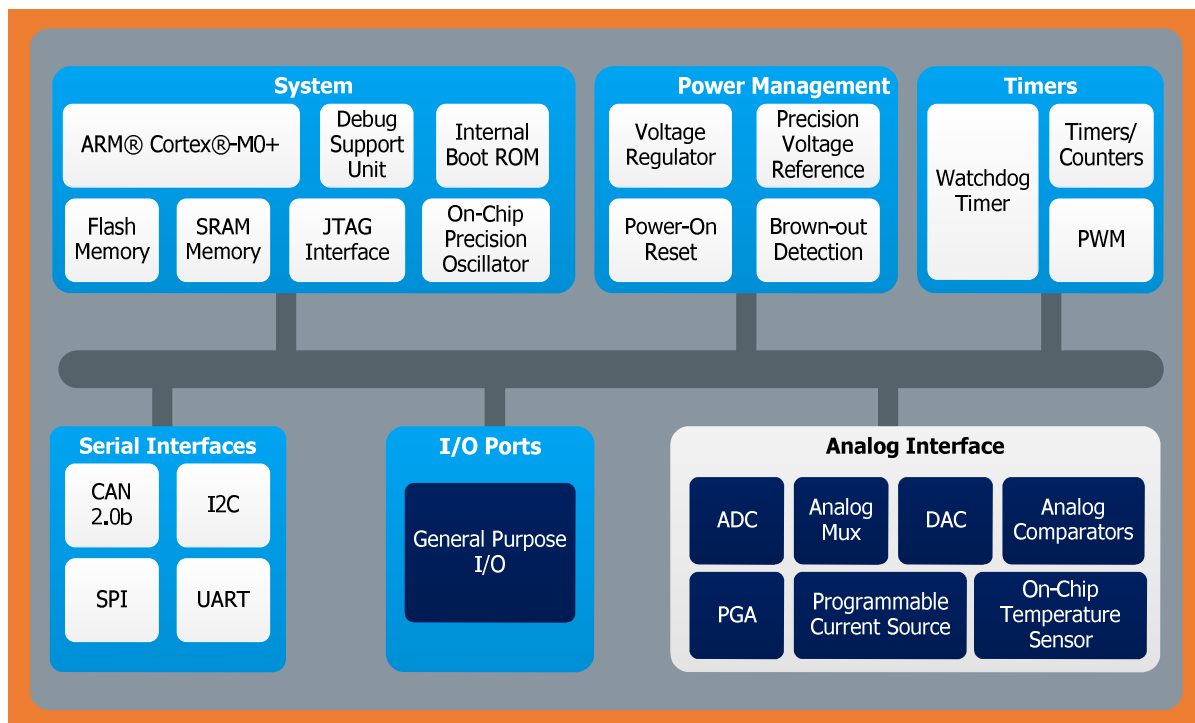 System
ARM® Cortex®-M0+
Debug
Support
Unit
Internal
Boot ROM
Flash
Memory
SRAM
Memory
JTAG
Interface
On-Chip
Precision
Oscillator
Power Management
Voltage
Regulator
Precision
Voltage
Reference
Power-On
Reset
Brown-out
Detection
Timers
Watchdog
Timer
Timers/
Counters
PWM
Serial Interfaces
CAN
2.0b
I2C
SPI
UART
I/O Ports
General Purpose
I/O
Analog Interface
ADC
Analog
Mux
DAC
Analog
Comparators
PGA
Programmable
Current Source
On-Chip
Temperature
Sensor